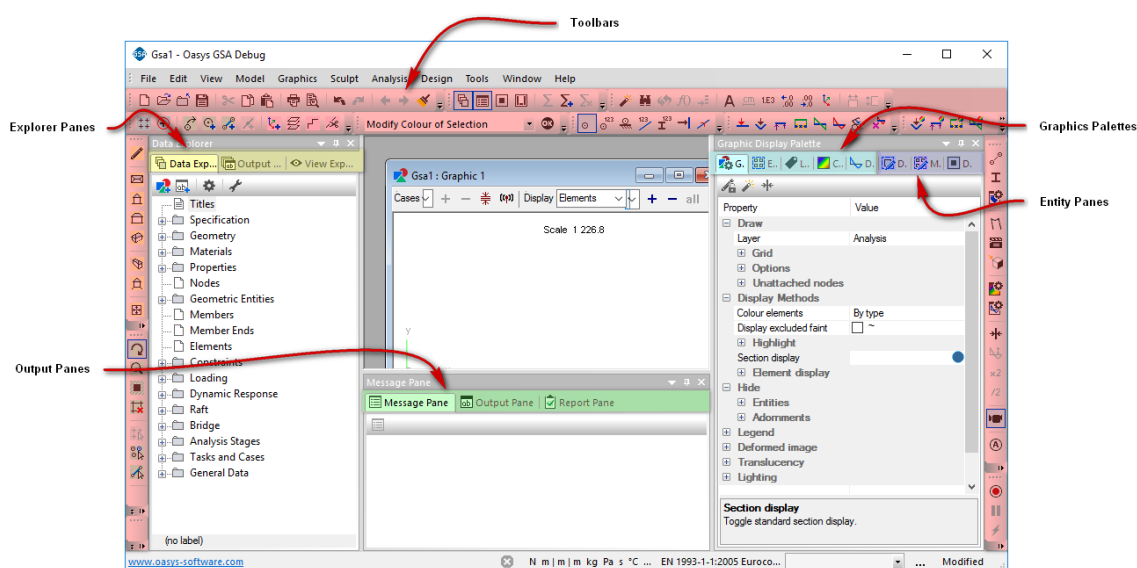 Toolbars
Gsa1 - Oasys GSA Debug
File Edit View Model Graphics Sculpt Analysis Design Tools Window Help
Modify Colour of Selection
Explorer Panes
Graphics Palettes
Data Explorer
Graphic Display Palette
Data Exp... Output ... View Exp...
G. E.. L.. C.. D. D. M. D.
Gsa1 : Graphic 1
Entity Panes
Cases Display Elements all
Scale 1 226.8
y
Titles
Specification
Geometry
Materials
Properties
Nodes
Geometric Entities
Members
Member Ends
Elements
Constraints
Loading
Dynamic Response
Raft
Bridge
Analysis Stages
Tasks and Cases
General Data
(no label)
Property Value
Draw
Layer Analysis
Grid
Options
Unattached nodes
Display Methods
Colour elements By type
Display excluded faint ~
Highlight
Section display
Element display
Hide
Entities
Adornments
Legend
Deformed image
Translucency
Lighting
Section display
Toggle standard section display.
Output Panes
Message Pane
Message Pane Output Pane Report Pane
www.oasys-software.com
N m | m | m kg Pa s °C ... EN 1993-1-1:2005 Euroco... ... Modified